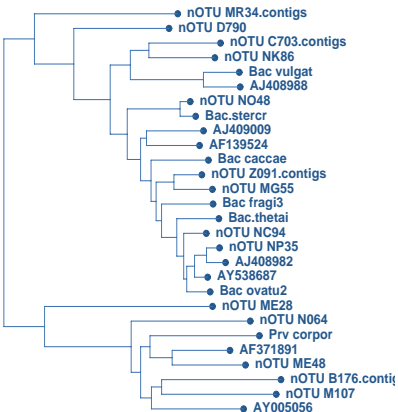 nOTU MR34.contigs
nOTU D790
nOTU C703.contigs
nOTU NK86
Bac vulgat
AJ408988
nOTU NO48
Bac.stercr
AJ409009
AF139524
Bac caccae
nOTU Z091.contigs
nOTU MG55
Bac fragi3
Bac.thetai
nOTU NC94
nOTU NP35
AJ408982
AY538687
Bac ovatu2
nOTU ME28
nOTU N064
Prv corpor
AF371891
nOTU ME48
nOTU B176.contig
nOTU M107
AY005056